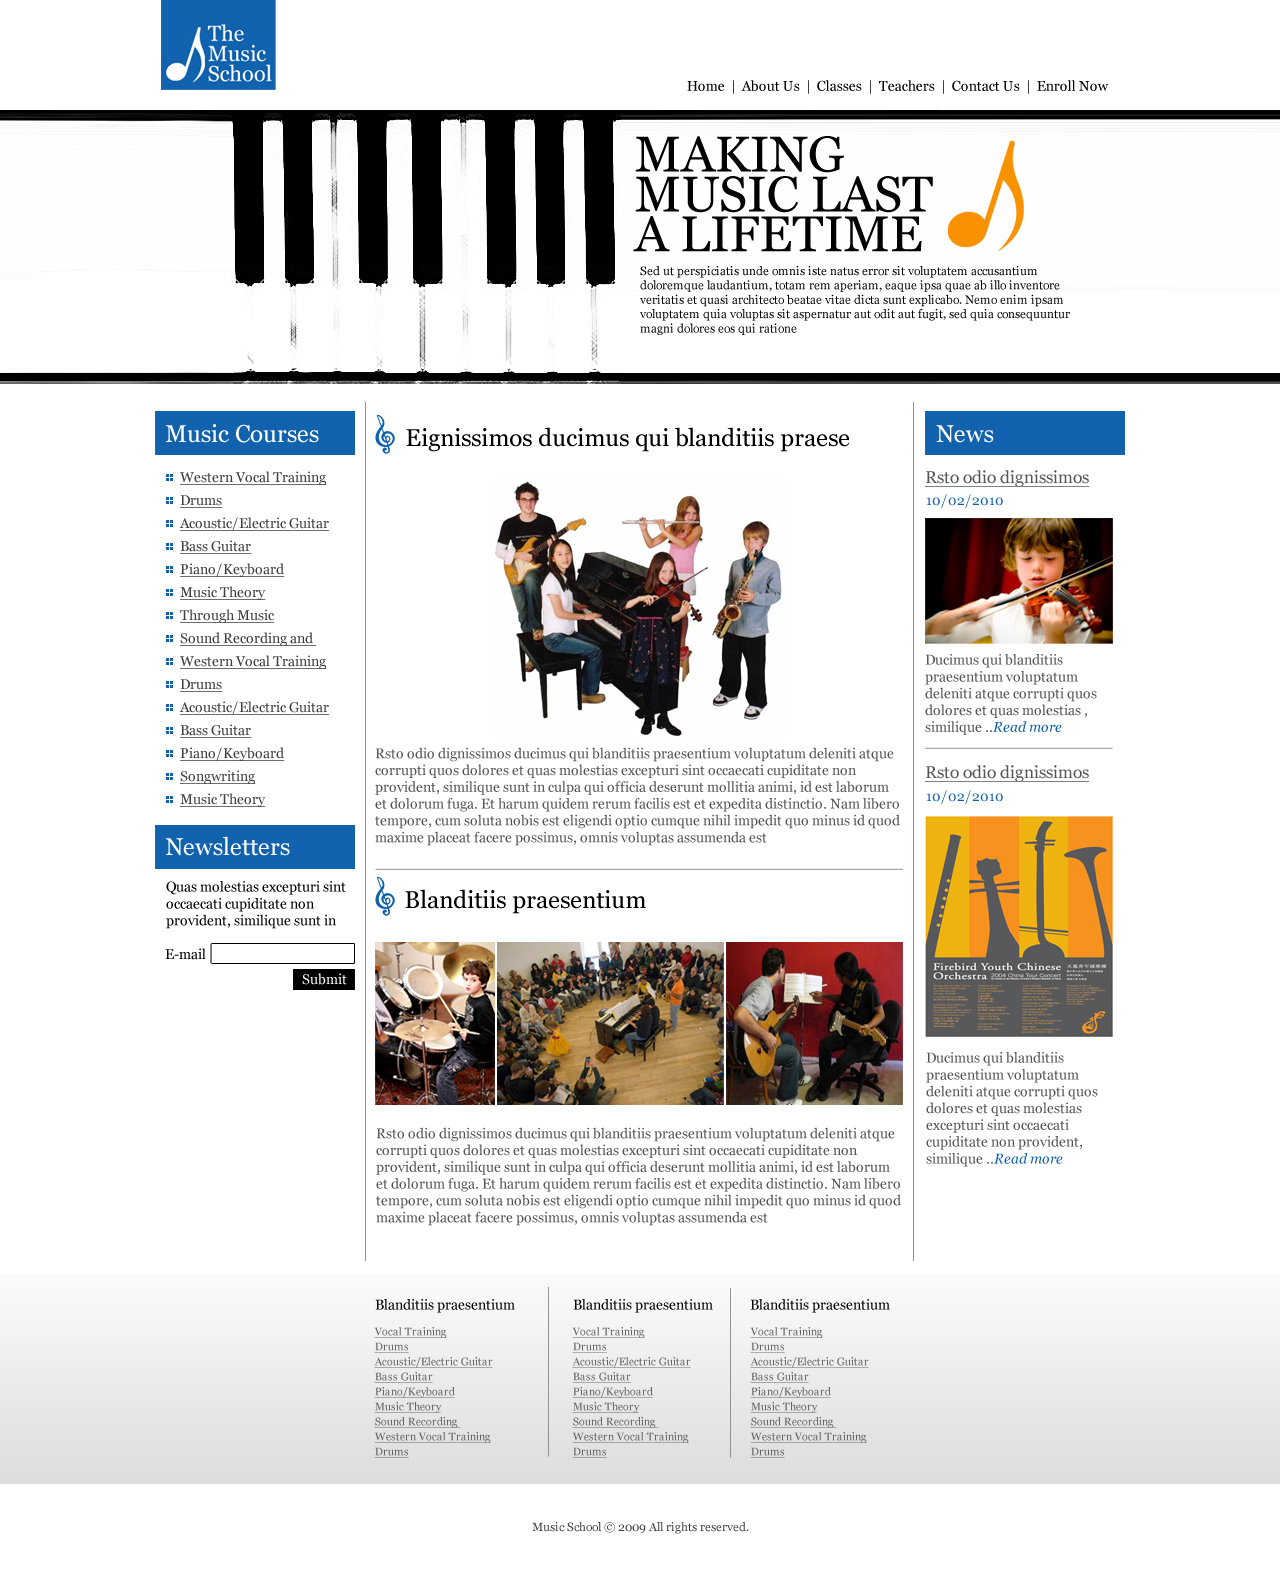 The
Music
School
Home | About Us | Classes | Teachers | Contact Us | Enroll Now
MAKING
MUSIC LAST
A LIFETIME
Sed ut perspiciatis unde omnis iste natus error sit voluptatem accusantium
doloremque laudantium, totam rem aperiam, eaque ipsa quae ab illo inventore
veritatis et quasi architecto beatae vitae dicta sunt explicabo. Nemo enim ipsam
voluptatem quia voluptas sit aspernatur aut odit aut fugit, sed quia consequuntur
magni dolores eos qui ratione
Music Courses
Western Vocal Training
Drums
Acoustic/Electric Guitar
Bass Guitar
Piano/Keyboard
Music Theory
Through Music
Sound Recording and
Western Vocal Training
Drums
Acoustic/Electric Guitar
Bass Guitar
Piano/Keyboard
Songwriting
Music Theory
Newsletters
Quas molestias excepturi sint
occaecati cupiditate non
provident, similique sunt in
E-mail
Submit
Eignissimos ducimus qui blanditiis praese
Rsto odio dignissimos ducimus qui blanditiis praesentium voluptatum deleniti atque
corrupti quos dolores et quas molestias excepturi sint occaecati cupiditate non
provident, similique sunt in culpa qui officia deserunt mollitia animi, id est laborum
et dolorum fuga. Et harum quidem rerum facilis est et expedita distinctio. Nam libero
tempore, cum soluta nobis est eligendi optio cumque nihil impedit quo minus id quod
maxime placeat facere possimus, omnis voluptas assumenda est
Blanditiis praesentium
Rsto odio dignissimos ducimus qui blanditiis praesentium voluptatum deleniti atque
corrupti quos dolores et quas molestias excepturi sint occaecati cupiditate non
provident, similique sunt in culpa qui officia deserunt mollitia animi, id est laborum
et dolorum fuga. Et harum quidem rerum facilis est et expedita distinctio. Nam libero
tempore, cum soluta nobis est eligendi optio cumque nihil impedit quo minus id quod
maxime placeat facere possimus, omnis voluptas assumenda est
News
Rsto odio dignissimos
10/02/2010
Ducimus qui blanditiis
praesentium voluptatum
deleniti atque corrupti quos
dolores et quas molestias ,
similique ..Read more
Rsto odio dignissimos
10/02/2010
Firebird Youth Chinese
Orchestra 2004 China Tour Concert
Ducimus qui blanditiis
praesentium voluptatum
deleniti atque corrupti quos
dolores et quas molestias
excepturi sint occaecati
cupiditate non provident,
similique ..Read more
Blanditiis praesentium
Vocal Training
Drums
Acoustic/Electric Guitar
Bass Guitar
Piano/Keyboard
Music Theory
Sound Recording
Western Vocal Training
Drums
Blanditiis praesentium
Vocal Training
Drums
Acoustic/Electric Guitar
Bass Guitar
Piano/Keyboard
Music Theory
Sound Recording
Western Vocal Training
Drums
Blanditiis praesentium
Vocal Training
Drums
Acoustic/Electric Guitar
Bass Guitar
Piano/Keyboard
Music Theory
Sound Recording
Western Vocal Training
Drums
Music School © 2009 All rights reserved.